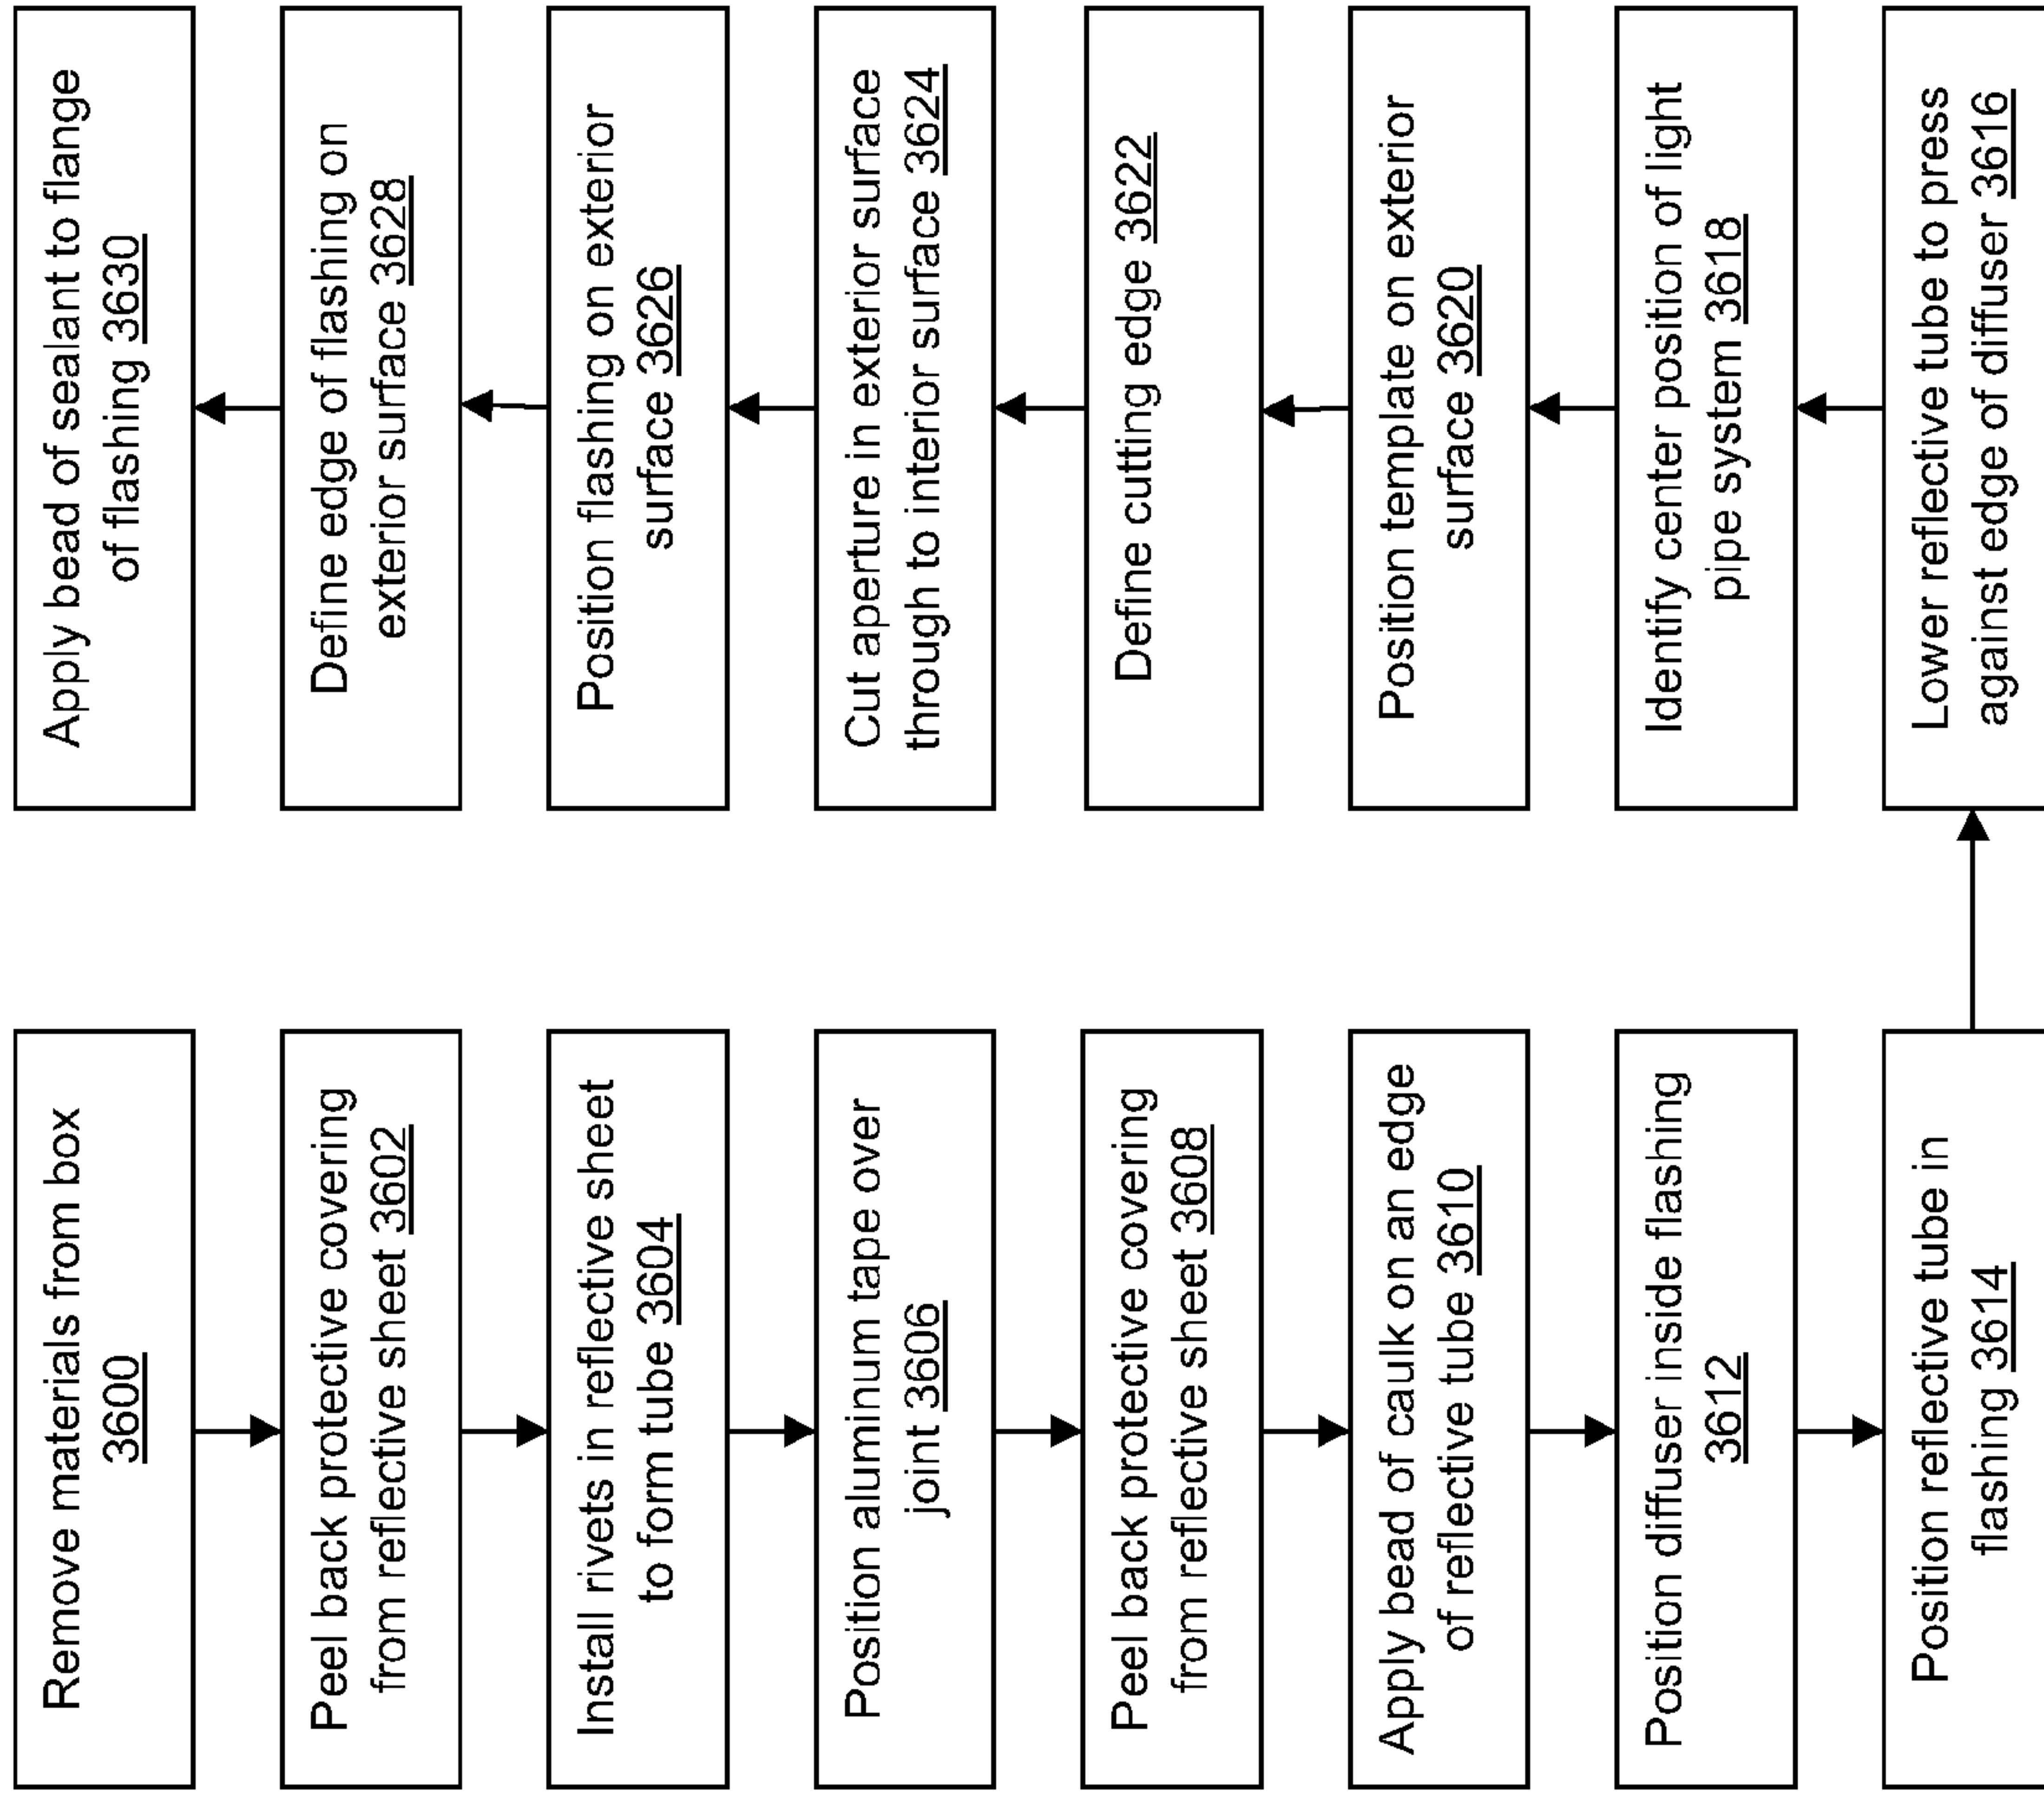 Remove materials from box
3600
Peel back protective covering
from reflective sheet 3602
Install rivets in reflective sheet
to form tube 3604
Position aluminum tape over
joint 3606
Peel back protective covering
from reflective sheet 3608
Apply bead of caulk on an edge
of reflective tube 3610
Position diffuser inside flashing
3612
Position reflective tube in
flashing 3614
Lower reflective tube to press
against edge of diffuser 3616
Identify center position of light
pipe system 3618
Position template on exterior
surface 3620
Define cutting edge 3622
Cut aperture in exterior surface
through to interior surface 3624
Position flashing on exterior
surface 3626
Define edge of flashing on
exterior surface 3628
Apply bead of sealant to flange
of flashing 3630